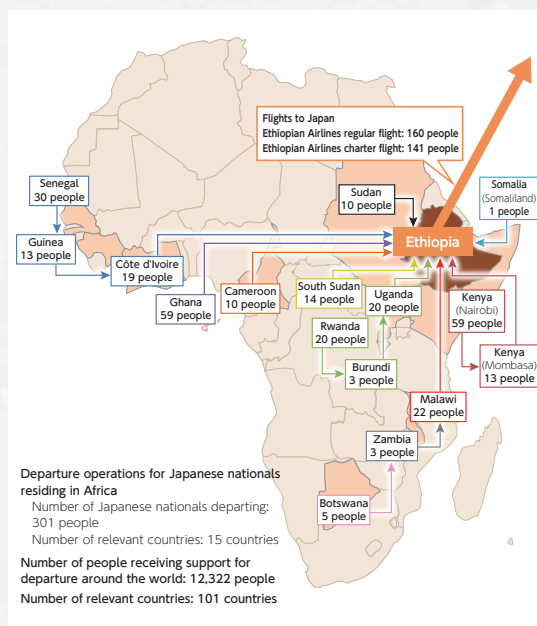 Flights to Japan
Ethiopian Airlines regular flight: 160 people
Ethiopian Airlines charter flight: 141 people
Senegal
30 people
Sudan
10 people
Somalia
(Somaliland)
1 people
Guinea
13 people
Ethiopia
Côte d'Ivoire
19 people
Ghana
59 people
Cameroon
10 people
South Sudan
14 people
Uganda
20 people
Kenya
(Nairobi)
59 people
Rwanda
20 people
Kenya
(Mombasa)
13 people
Burundi
3 people
Malawi
22 people
Zambia
3 people
Botswana
5 people
Departure operations for Japanese nationals
residing in Africa
Number of Japanese nationals departing:
301 people
Number of relevant countries: 15 countries
Number of people receiving support for
departure around the world: 12,322 people
Number of relevant countries: 101 countries